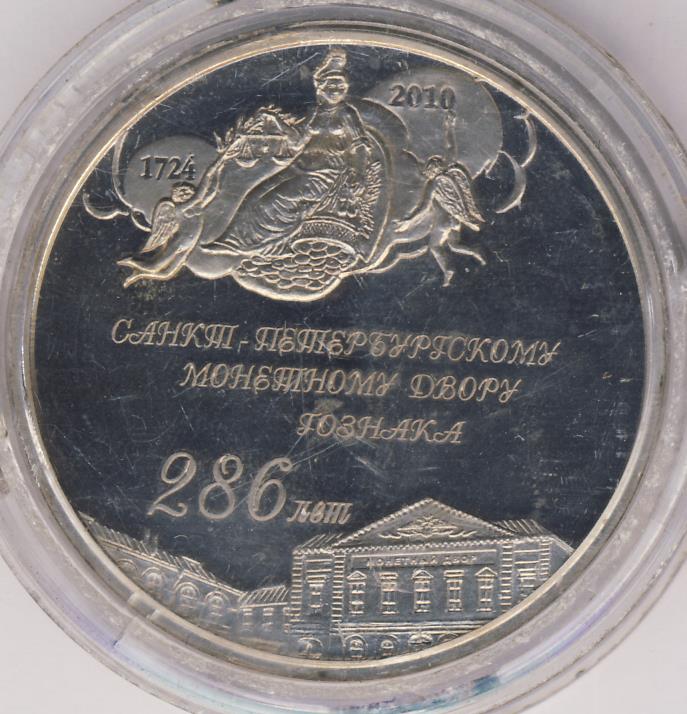 1724
2010
САНКТ-ПЕТЕРБУРГСКОМУ
МОНЕТНОМУ ДВОРУ
ГОЗНАКА
286 лет
МОНЕТНЫЙ ДВОР